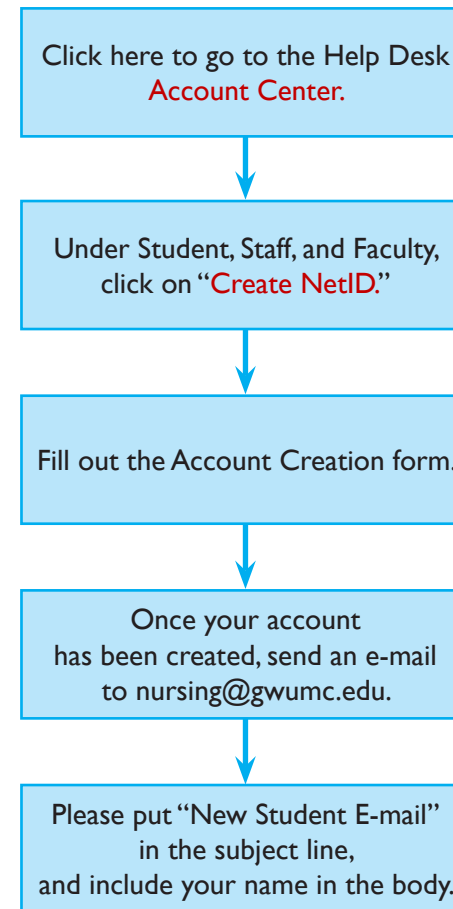 Click here to go to the Help Desk
Account Center.
Under Student, Staff, and Faculty,
click on “Create NetID.”
Fill out the Account Creation form.
Once your account
has been created, send an e-mail
to nursing@gwumc.edu.
Please put “New Student E-mail”
in the subject line,
and include your name in the body.